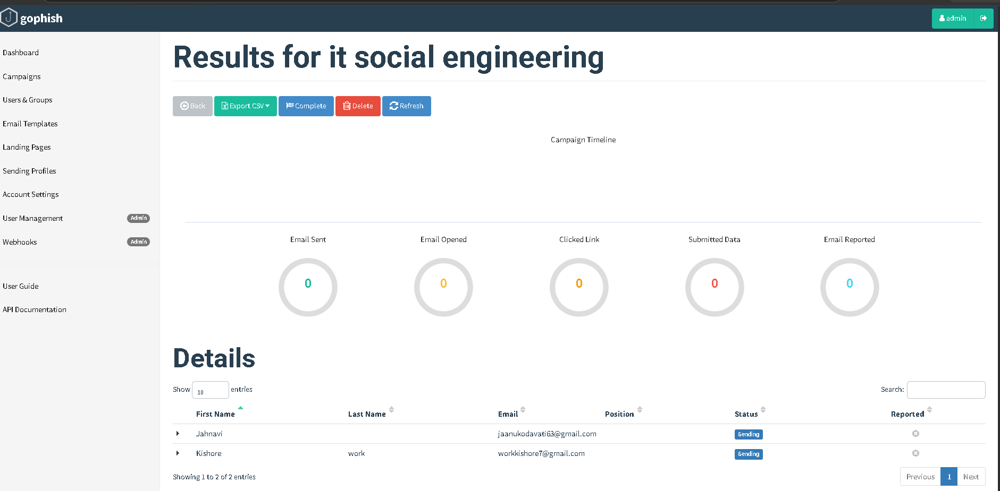 gophish
admin
Dashboard
Campaigns
Users & Groups
Email Templates
Landing Pages
Sending Profiles
Account Settings
User Management Admin
Webhooks Admin
User Guide
API Documentation
Results for it social engineering
Back Export CSV Complete Delete Refresh
Campaign Timeline
Email Sent Email Opened Clicked Link Submitted Data Email Reported
0 0 0 0 0
Details
Show 10 entries Search:
First Name Last Name Email Position Status Reported
Jahnavi jaanukodavati63@gmail.com Sending
Kishore work workkishore7@gmail.com Sending
Showing 1 to 2 of 2 entries Previous 1 Next